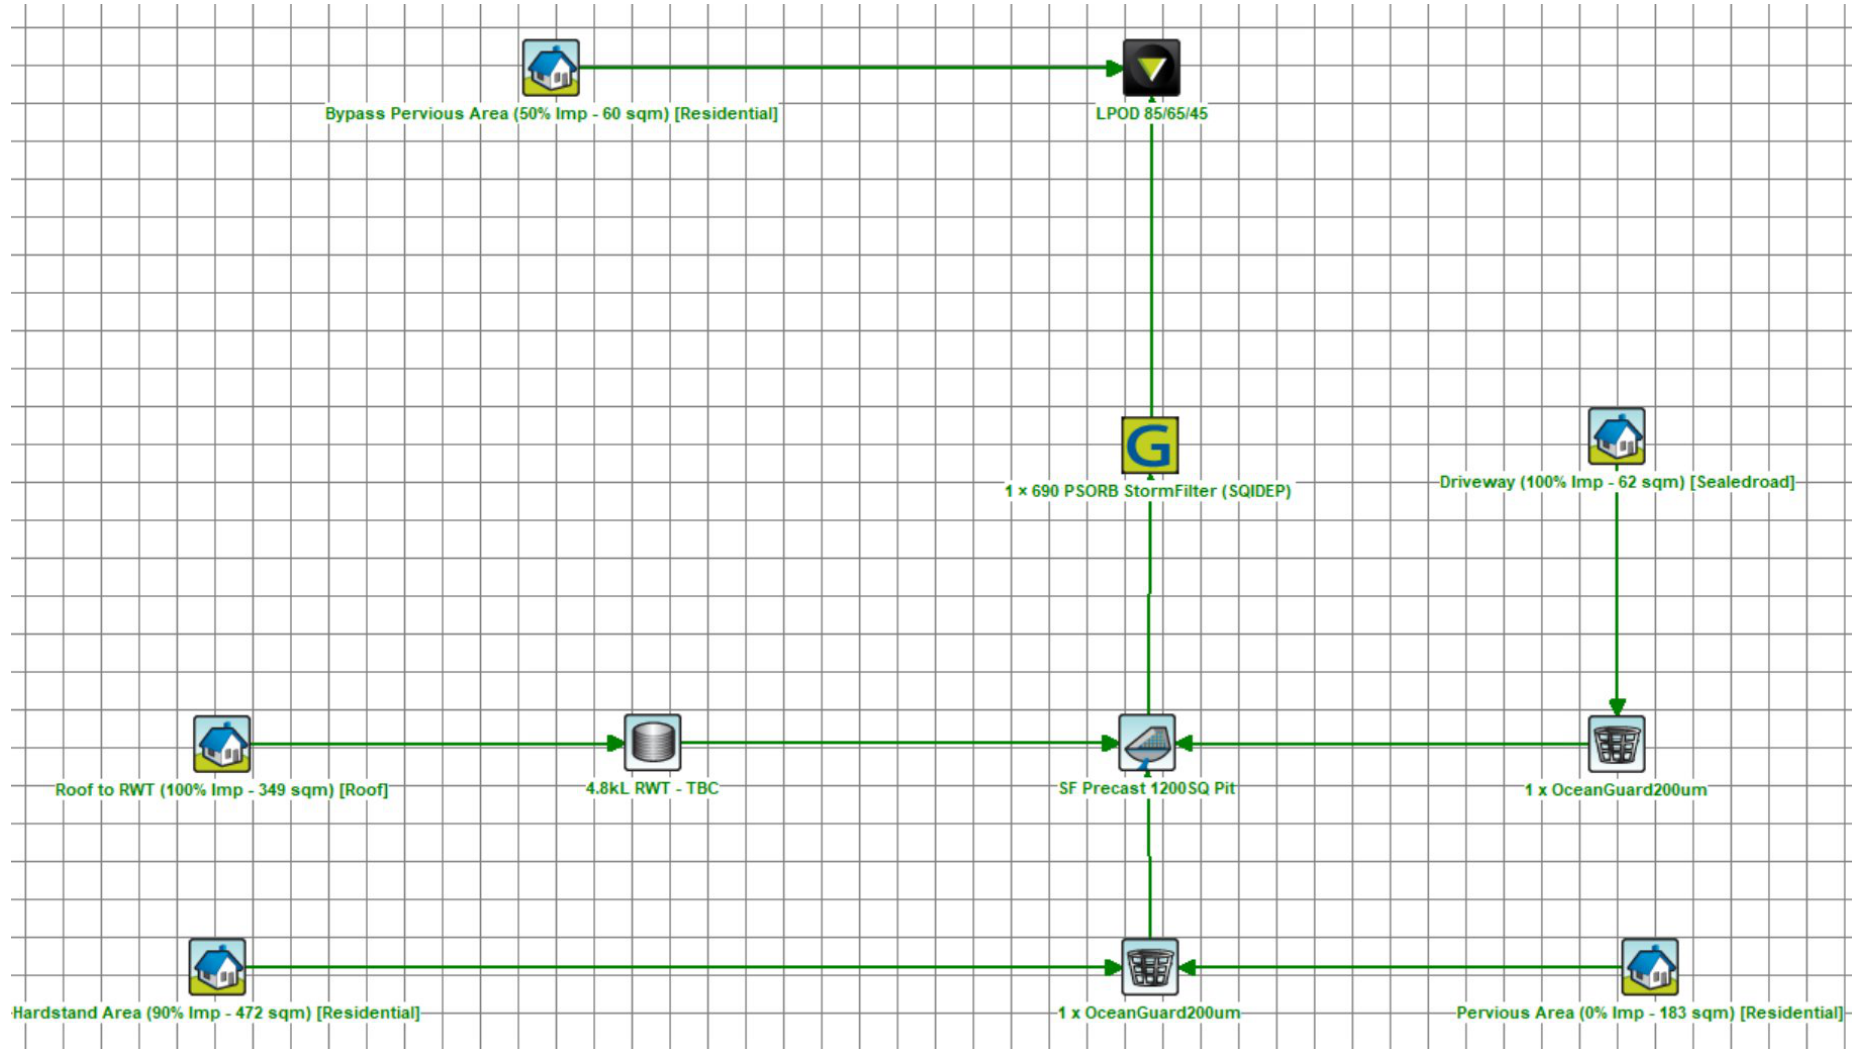 Bypass Pervious Area (50% Imp - 60 sqm) [Residential]
LPOD 85/65/45
G
1 × 690 PSORB StormFilter (SQIDEP)
Driveway (100% Imp - 62 sqm) [Sealedroad]
Roof to RWT (100% Imp - 349 sqm) [Roof]
4.8kL RWT - TBC
SF Precast 1200SQ Pit
1 x OceanGuard200um
Hardstand Area (90% Imp - 472 sqm) [Residential]
1 x OceanGuard200um
Pervious Area (0% Imp - 183 sqm) [Residential]